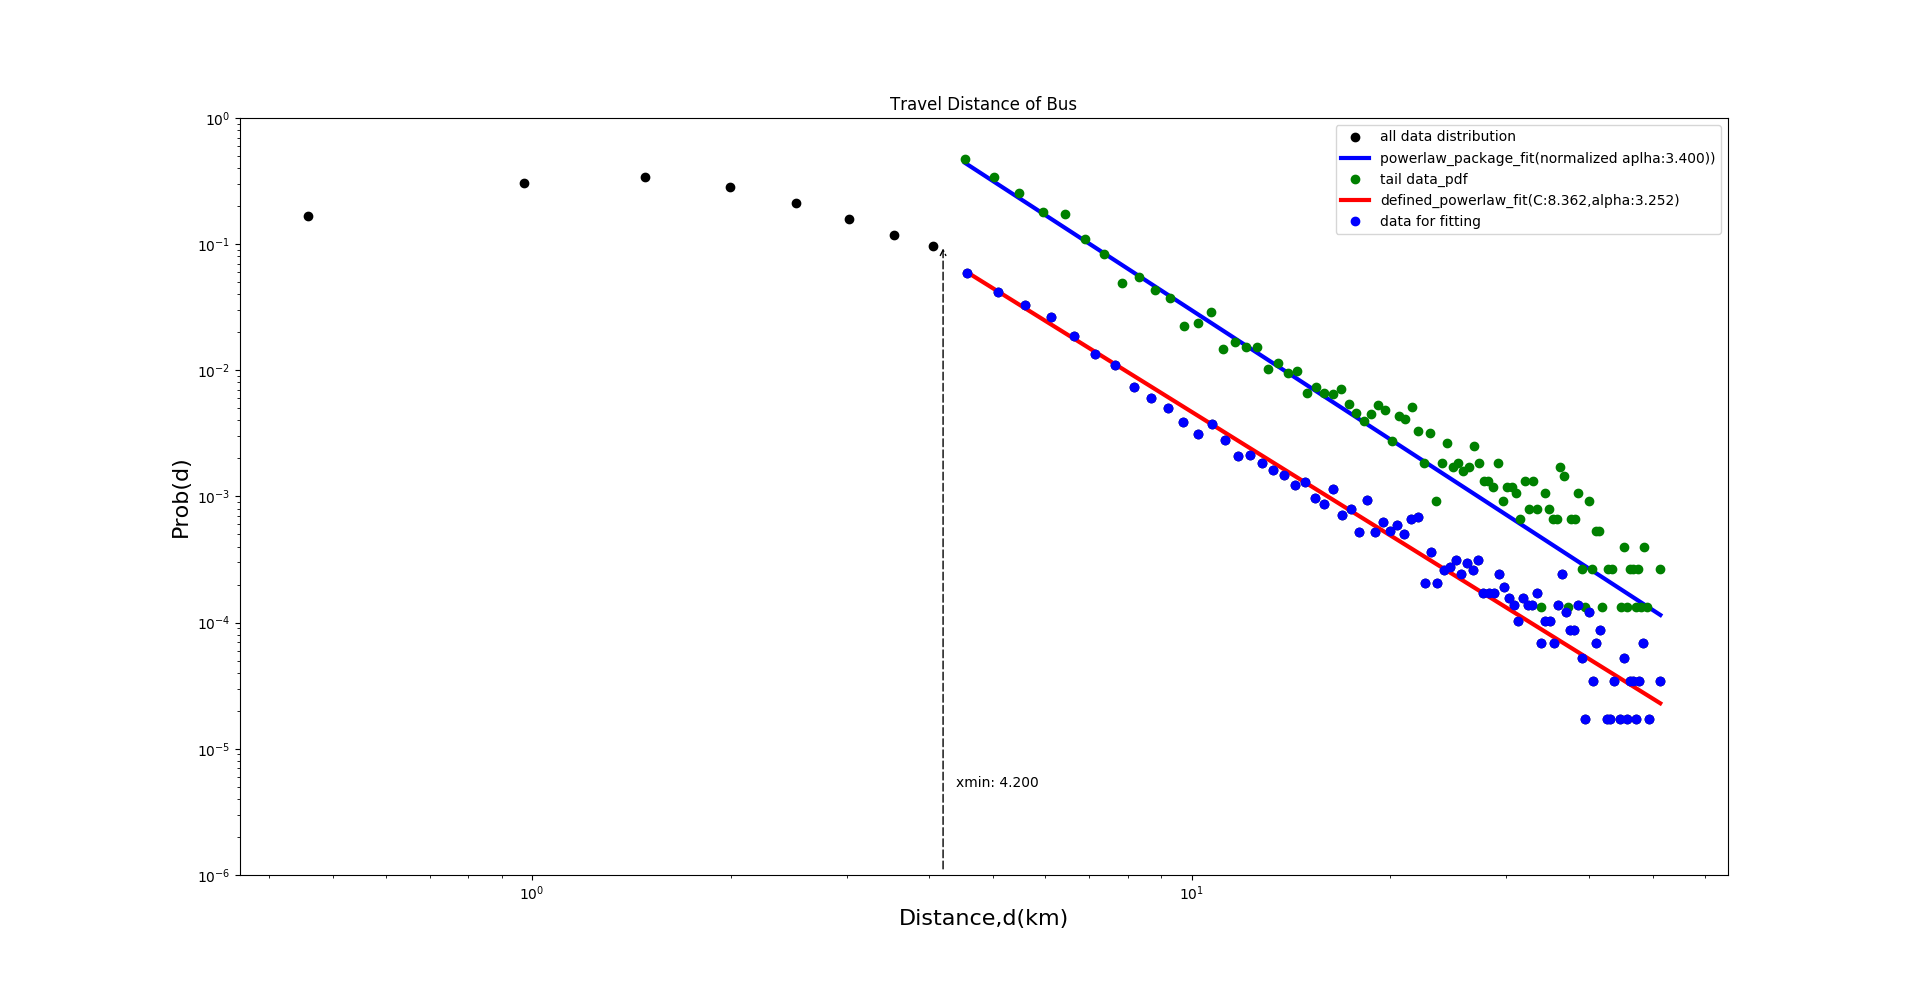 Travel Distance of Bus
10^0
10^-1
10^-2
10^-3
10^-4
10^-5
10^-6
Prob(d)
all data distribution
powerlaw_package_fit(normalized aplha:3.400))
tail data_pdf
defined_powerlaw_fit(C:8.362,alpha:3.252)
data for fitting
xmin: 4.200
10^0
10^1
Distance,d(km)